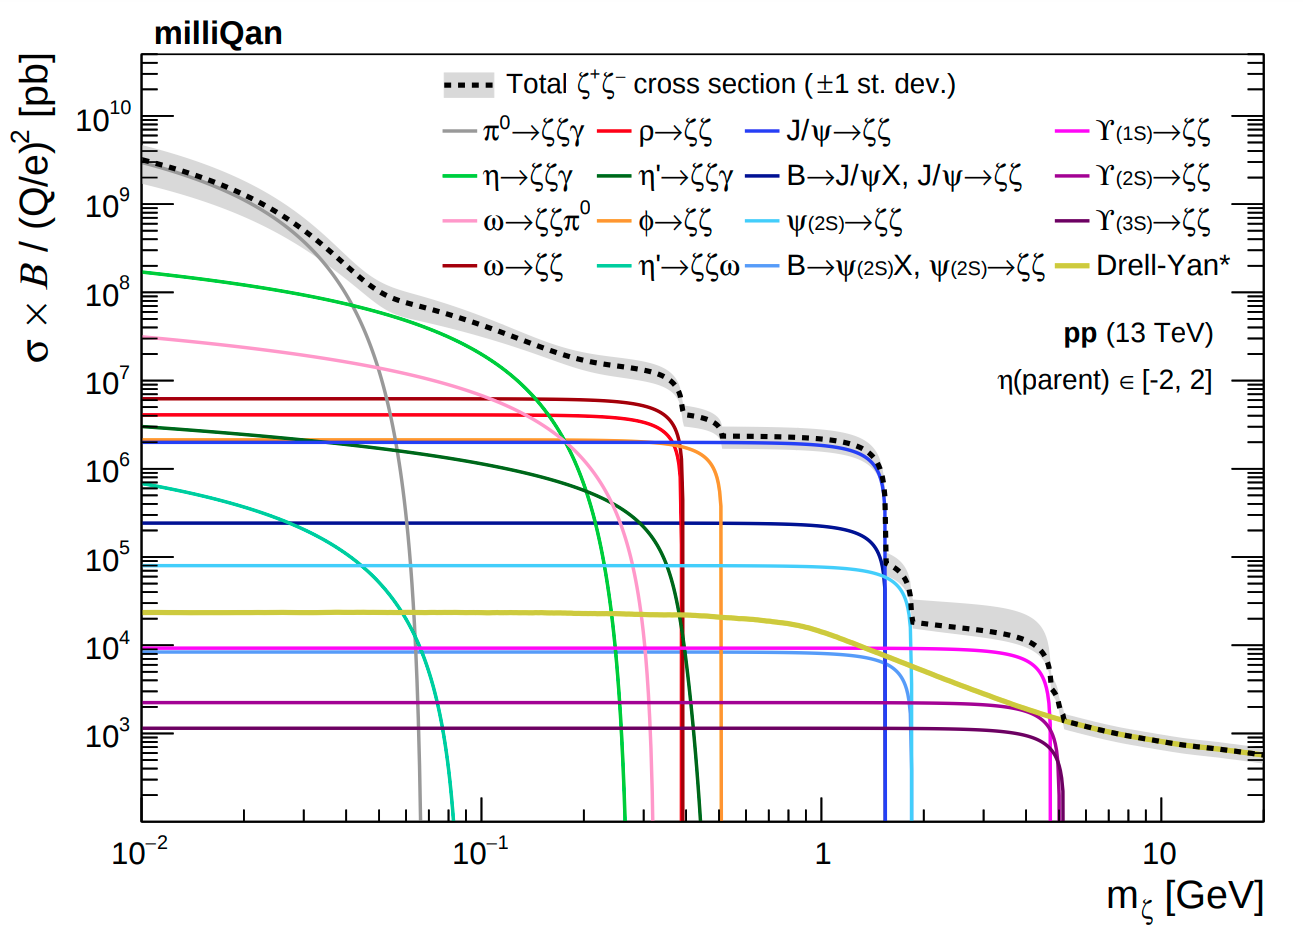 milliQan
σ × B / (Q/e)² [pb]
Total ζ⁺ζ⁻ cross section (±1 st. dev.)
π⁰→ζζγ ρ→ζζ J/ψ→ζζ ϒ(1S)→ζζ
η→ζζγ η'→ζζγ B→J/ψX, J/ψ→ζζ ϒ(2S)→ζζ
ω→ζζπ⁰ ϕ→ζζ ψ(2S)→ζζ ϒ(3S)→ζζ
ω→ζζ η'→ζζω B→ψ(2S)X, ψ(2S)→ζζ Drell-Yan*
pp (13 TeV)
η(parent) ∈ [-2, 2]
10¹⁰
10⁹
10⁸
10⁷
10⁶
10⁵
10⁴
10³
10⁻² 10⁻¹ 1 10
m_ζ [GeV]